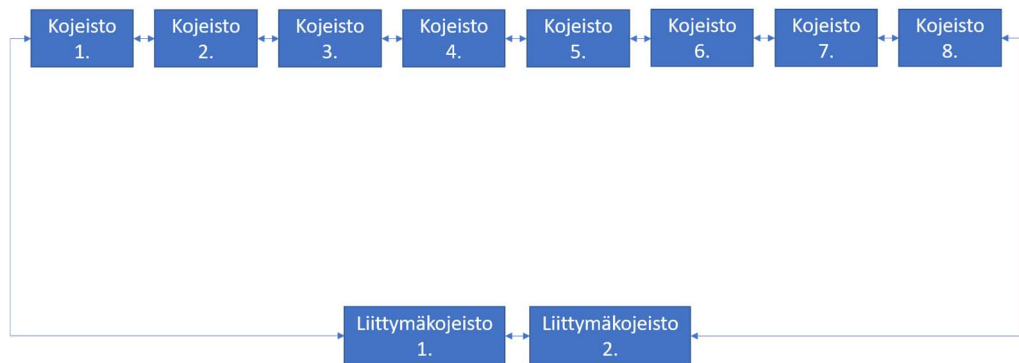 Kojeisto
1.
Kojeisto
2.
Kojeisto
3.
Kojeisto
4.
Kojeisto
5.
Kojeisto
6.
Kojeisto
7.
Kojeisto
8.
Liittymäkojeisto
1.
Liittymäkojeisto
2.